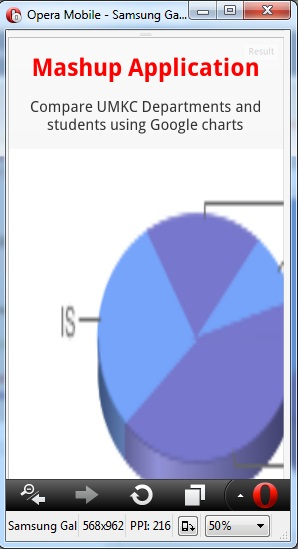 Opera Mobile - Samsung Ga...
Result
Mashup Application
Compare UMKC Departments and
students using Google charts
IS
Samsung Gal 568x962 PPI: 216 50%